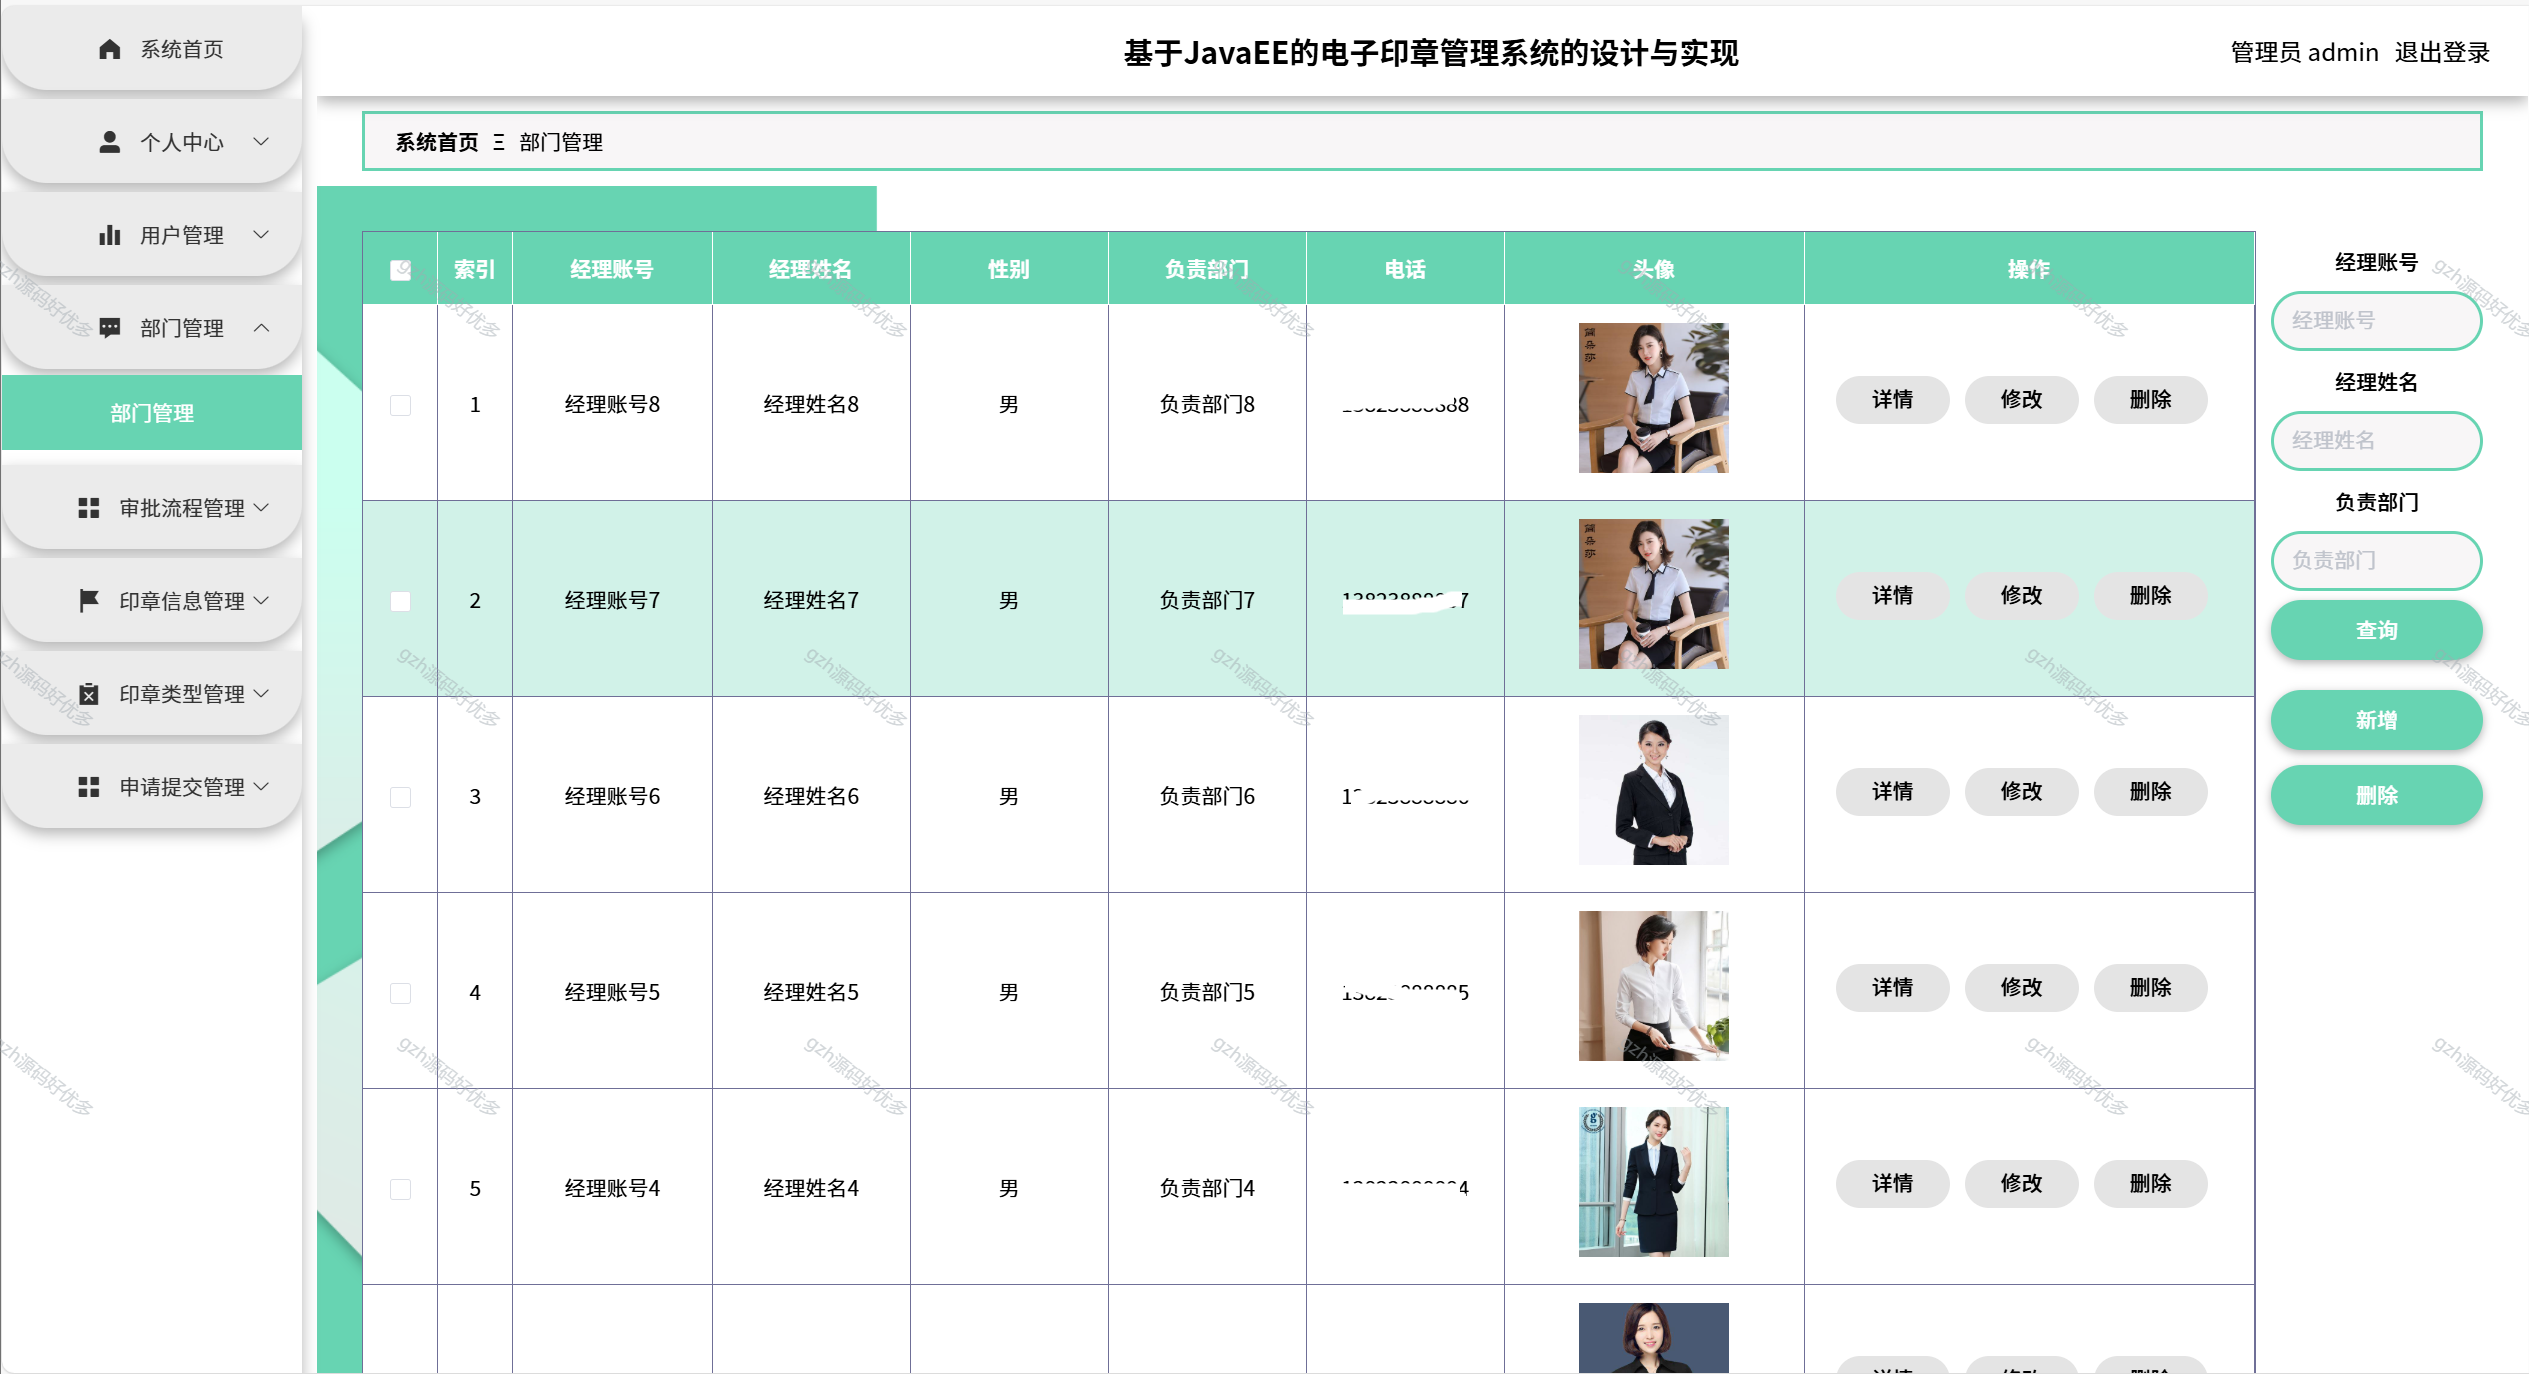 基于JavaEE的电子印章管理系统的设计与实现
管理员 admin 退出登录
系统首页
个人中心
用户管理
部门管理
部门管理
审批流程管理
印章信息管理
印章类型管理
申请提交管理
系统首页 Ξ 部门管理
索引 经理账号 经理姓名 性别 负责部门 电话 头像 操作
1 经理账号8 经理姓名8 男 负责部门8 详情 修改 删除
2 经理账号7 经理姓名7 男 负责部门7 详情 修改 删除
3 经理账号6 经理姓名6 男 负责部门6 详情 修改 删除
4 经理账号5 经理姓名5 男 负责部门5 详情 修改 删除
5 经理账号4 经理姓名4 男 负责部门4 详情 修改 删除
详情 修改 删除
经理账号
经理账号
经理姓名
经理姓名
负责部门
负责部门
查询
新增
删除
gzh源码好优多